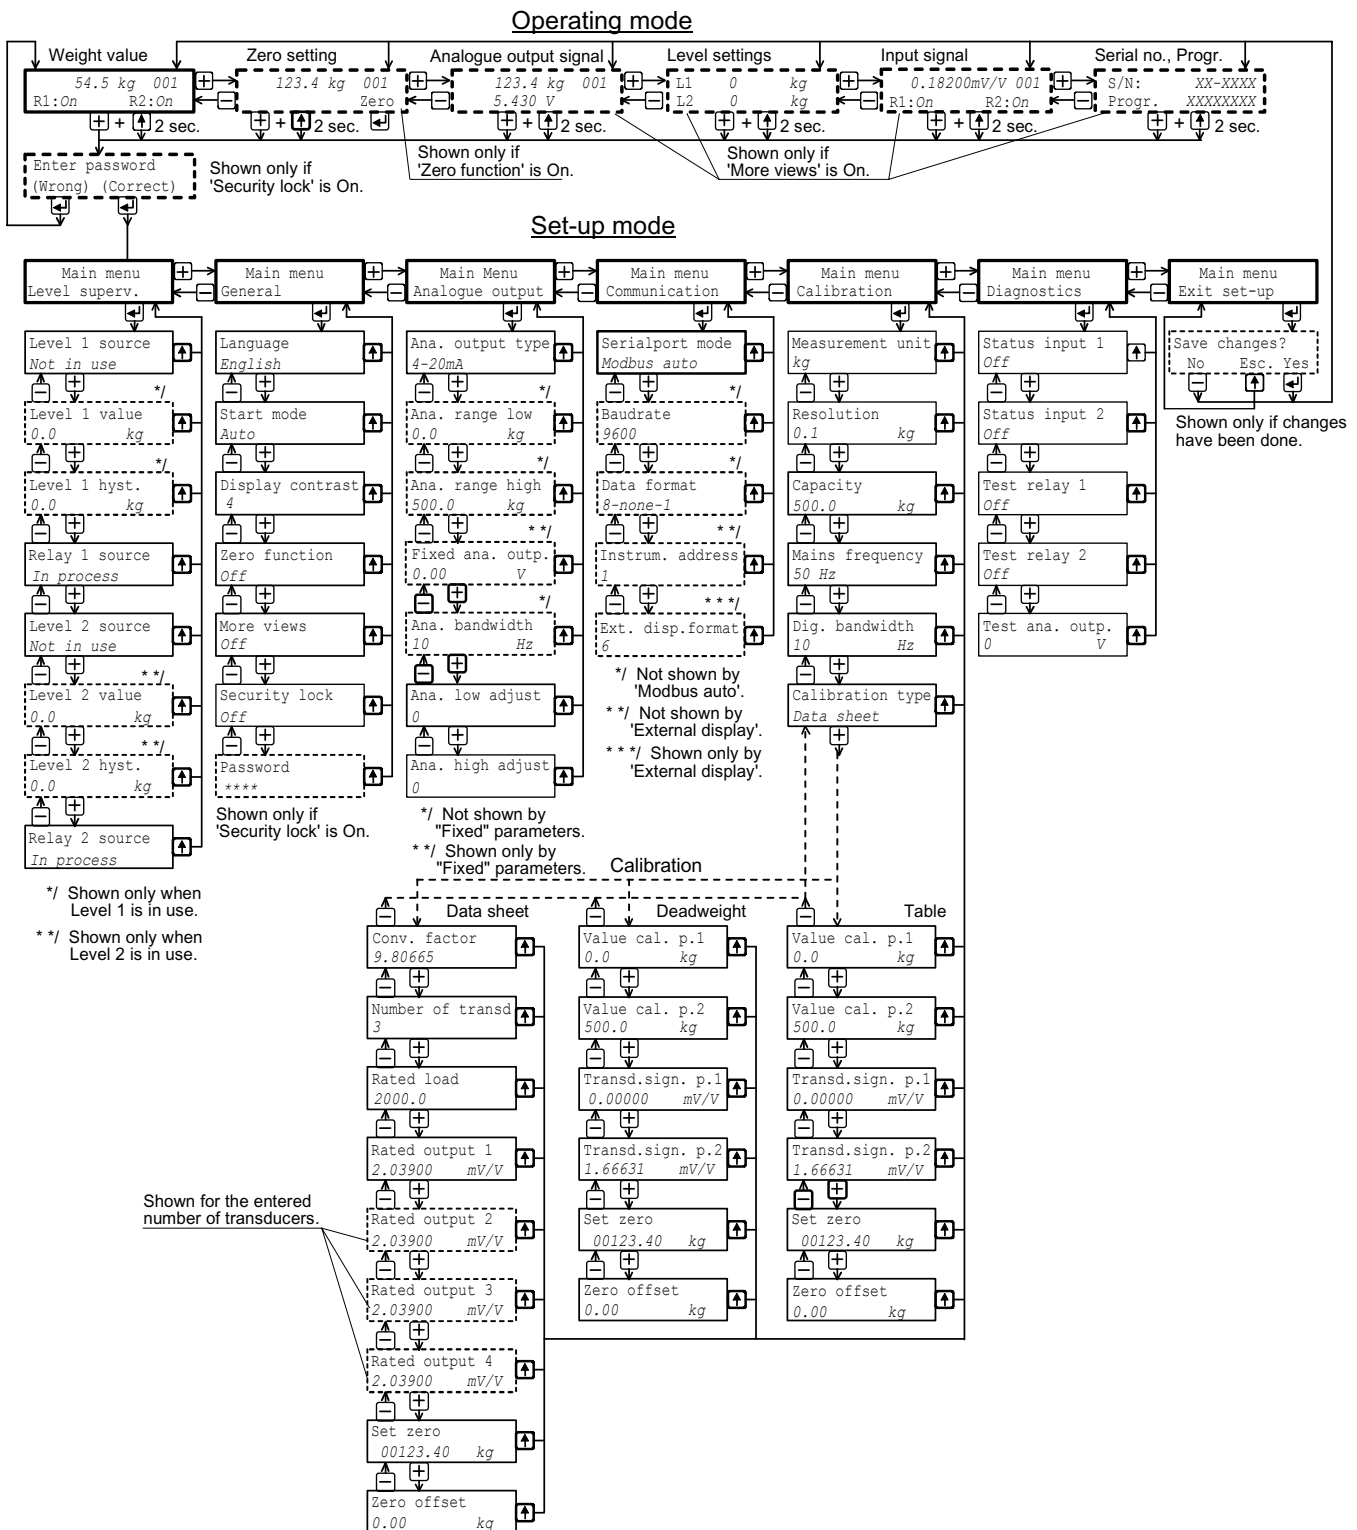 Operating mode
Weight value
Zero setting
Analogue output signal
Level settings
Input signal
Serial no., Progr.
54.5 kg 001
R1:On R2:On
123.4 kg 001
Zero
123.4 kg 001
5.430 V
L1 0 kg
L2 0 kg
0.18200mV/V 001
R1:On R2:On
S/N: XX-XXXX
Progr. XXXXXXXX
+ 2 sec.
+ 2 sec.
+ 2 sec.
+ 2 sec.
+ 2 sec.
+ 2 sec.
Enter password
(Wrong) (Correct)
Shown only if
'Security lock' is On.
Shown only if
'Zero function' is On.
Shown only if
'More views' is On.
Set-up mode
Main menu
Level superv.
Main menu
General
Main Menu
Analogue output
Main menu
Communication
Main menu
Calibration
Main menu
Diagnostics
Main menu
Exit set-up
Level 1 source
Not in use
*/
Level 1 value
0.0 kg
*/
Level 1 hyst.
0.0 kg
Relay 1 source
In process
Level 2 source
Not in use
* */
Level 2 value
0.0 kg
* */
Level 2 hyst.
0.0 kg
Relay 2 source
In process
*/ Shown only when
Level 1 is in use.
* */ Shown only when
Level 2 is in use.
Language
English
Start mode
Auto
Display contrast
4
Zero function
Off
More views
Off
Security lock
Off
Password
****
Shown only if
'Security lock' is On.
Ana. output type
4-20mA
*/
Ana. range low
0.0 kg
*/
Ana. range high
500.0 kg
* */
Fixed ana. outp.
0.00 V
*/
Ana. bandwidth
10 Hz
Ana. low adjust
0
Ana. high adjust
0
*/ Not shown by
"Fixed" parameters.
* */ Shown only by
"Fixed" parameters.
Serialport mode
Modbus auto
*/
Baudrate
9600
*/
Data format
8-none-1
* */
Instrum. address
1
* * */
Ext. disp.format
6
*/ Not shown by
'Modbus auto'.
* */ Not shown by
'External display'.
* * */ Shown only by
'External display'.
Measurement unit
kg
Resolution
0.1 kg
Capacity
500.0 kg
Mains frequency
50 Hz
Dig. bandwidth
10 Hz
Calibration type
Data sheet
Status input 1
Off
Status input 2
Off
Test relay 1
Off
Test relay 2
Off
Test ana. outp.
0 V
Save changes?
No Esc. Yes
Shown only if changes
have been done.
Calibration
Data sheet
Deadweight
Table
Conv. factor
9.80665
Number of transd
3
Rated load
2000.0
Rated output 1
2.03900 mV/V
Rated output 2
2.03900 mV/V
Rated output 3
2.03900 mV/V
Rated output 4
2.03900 mV/V
Set zero
00123.40 kg
Zero offset
0.00 kg
Shown for the entered
number of transducers.
Value cal. p.1
0.0 kg
Value cal. p.2
500.0 kg
Transd.sign. p.1
0.00000 mV/V
Transd.sign. p.2
1.66631 mV/V
Set zero
00123.40 kg
Zero offset
0.00 kg
Value cal. p.1
0.0 kg
Value cal. p.2
500.0 kg
Transd.sign. p.1
0.00000 mV/V
Transd.sign. p.2
1.66631 mV/V
Set zero
00123.40 kg
Zero offset
0.00 kg